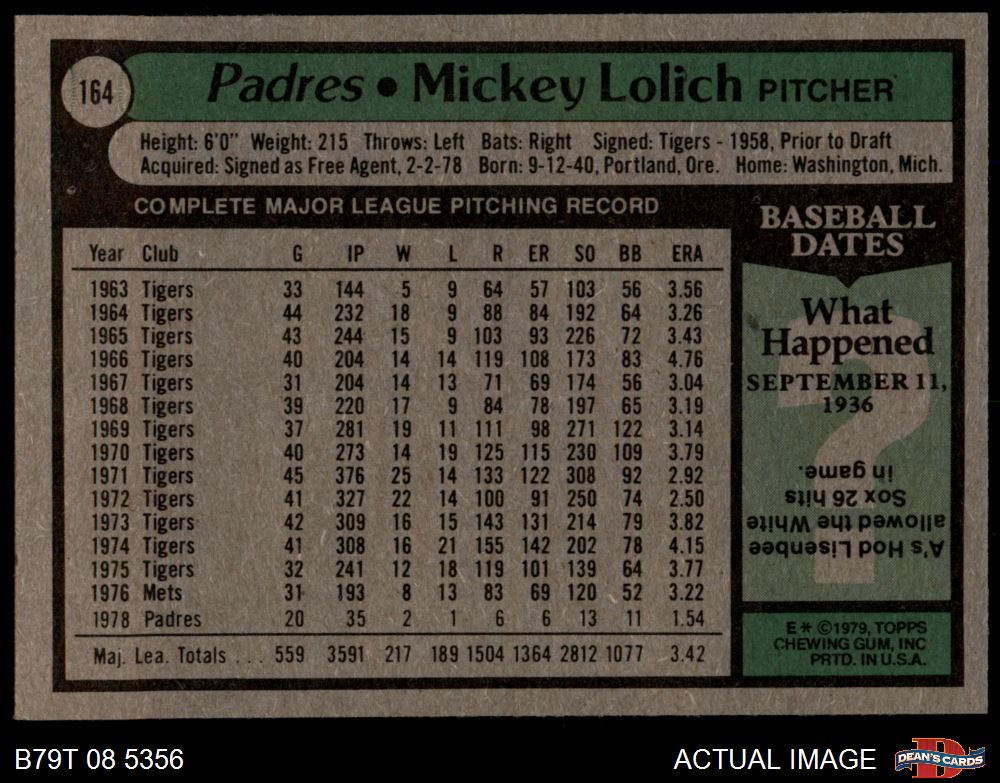 164
Padres • Mickey Lolich PITCHER
Height: 6'0" Weight: 215 Throws: Left Bats: Right Signed: Tigers - 1958, Prior to Draft
Acquired: Signed as Free Agent, 2-2-78 Born: 9-12-40, Portland, Ore. Home: Washington, Mich.
COMPLETE MAJOR LEAGUE PITCHING RECORD
Year Club G IP W L R ER SO BB ERA
1963 Tigers 33 144 5 9 64 57 103 56 3.56
1964 Tigers 44 232 18 9 88 84 192 64 3.26
1965 Tigers 43 244 15 9 103 93 226 72 3.43
1966 Tigers 40 204 14 14 119 108 173 83 4.76
1967 Tigers 31 204 14 13 71 69 174 56 3.04
1968 Tigers 39 220 17 9 84 78 197 65 3.19
1969 Tigers 37 281 19 11 111 98 271 122 3.14
1970 Tigers 40 273 14 19 125 115 230 109 3.79
1971 Tigers 45 376 25 14 133 122 308 92 2.92
1972 Tigers 41 327 22 14 100 91 250 74 2.50
1973 Tigers 42 309 16 15 143 131 214 79 3.82
1974 Tigers 41 308 16 21 155 142 202 78 4.15
1975 Tigers 32 241 12 18 119 101 139 64 3.77
1976 Mets 31 193 8 13 83 69 120 52 3.22
1978 Padres 20 35 2 1 6 6 13 11 1.54
Maj. Lea. Totals . . . 559 3591 217 189 1504 1364 2812 1077 3.42
BASEBALL
DATES
What
Happened
SEPTEMBER 11,
1936
?
A's Hod Lisenbee
allowed the White
Sox 26 hits
in game.
E * ©1979, TOPPS
CHEWING GUM, INC
PRTD. IN U.S.A.
B79T 08 5356
ACTUAL IMAGE
D
DEAN'S CARDS